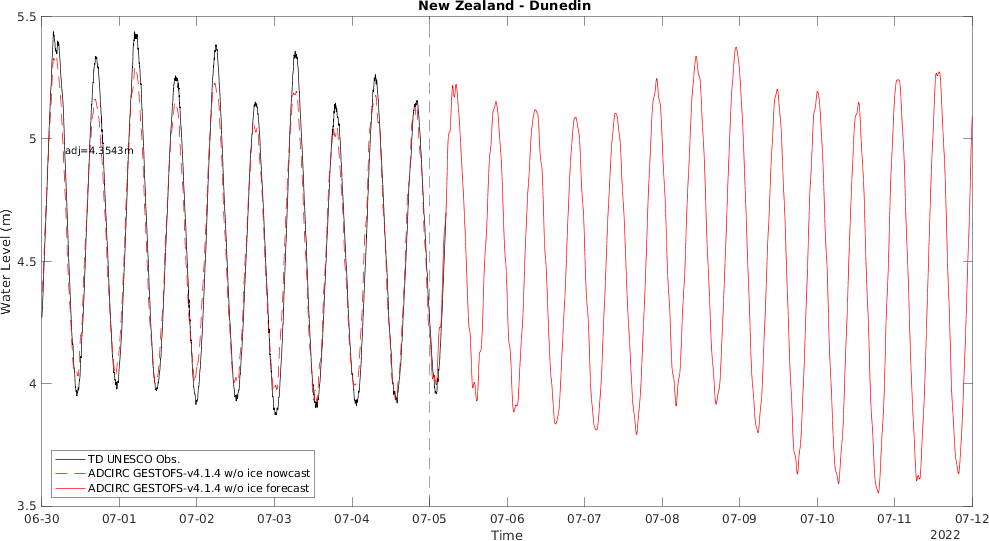 New Zealand - Dunedin
5.5
5
4.5
4
3.5
Water Level (m)
adj=4.3543m
TD UNESCO Obs.
ADCIRC GESTOFS-v4.1.4 w/o ice nowcast
ADCIRC GESTOFS-v4.1.4 w/o ice forecast
06-30 07-01 07-02 07-03 07-04 07-05 07-06 07-07 07-08 07-09 07-10 07-11 07-12
Time
2022